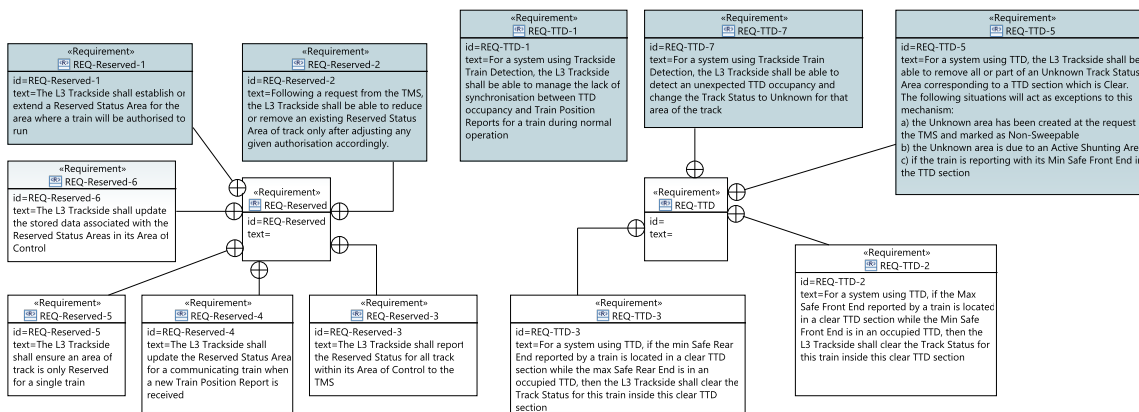 «Requirement»
REQ-Reserved-1
id=REQ-Reserved-1
text=The L3 Trackside shall establish or
extend a Reserved Status Area for the
area where a train will be authorised to
run
«Requirement»
REQ-Reserved-2
id=REQ-Reserved-2
text=Following a request from the TMS,
the L3 Trackside shall be able to reduce
or remove an existing Reserved Status
Area of track only after adjusting any
given authorisation accordingly.
«Requirement»
REQ-TTD-1
id=REQ-TTD-1
text=For a system using Trackside
Train Detection, the L3 Trackside
shall be able to manage the lack of
synchronisation between TTD
occupancy and Train Position
Reports for a train during normal
operation
«Requirement»
REQ-TTD-7
id=REQ-TTD-7
text=For a system using Trackside Train
Detection, the L3 Trackside shall be able to
detect an unexpected TTD occupancy and
change the Track Status to Unknown for that
area of the track
«Requirement»
REQ-TTD-5
id=REQ-TTD-5
text=For a system using TTD, the L3 Trackside shall be
able to remove all or part of an Unknown Track Status
Area corresponding to a TTD section which is Clear.
The following situations will act as exceptions to this
mechanism:
a) the Unknown area has been created at the request
the TMS and marked as Non-Sweepable
b) the Unknown area is due to an Active Shunting Are
c) if the train is reporting with its Min Safe Front End in
the TTD section
«Requirement»
REQ-Reserved-6
id=REQ-Reserved-6
text=The L3 Trackside shall update
the stored data associated with the
Reserved Status Areas in its Area of
Control
«Requirement»
REQ-Reserved
id=REQ-Reserved
text=
«Requirement»
REQ-TTD
id=
text=
«Requirement»
REQ-TTD-2
id=REQ-TTD-2
text=For a system using TTD, if the Max
Safe Front End reported by a train is located
in a clear TTD section while the Min Safe
Front End is in an occupied TTD, then the
L3 Trackside shall clear the Track Status for
this train inside this clear TTD section
«Requirement»
REQ-Reserved-5
id=REQ-Reserved-5
text=The L3 Trackside
shall ensure an area of
track is only Reserved
for a single train
«Requirement»
REQ-Reserved-4
id=REQ-Reserved-4
text=The L3 Trackside shall
update the Reserved Status Area
for a communicating train when
a new Train Position Report is
received
«Requirement»
REQ-Reserved-3
id=REQ-Reserved-3
text=The L3 Trackside shall report
the Reserved Status for all track
within its Area of Control to the
TMS
«Requirement»
REQ-TTD-3
id=REQ-TTD-3
text=For a system using TTD, if the min Safe Rear
End reported by a train is located in a clear TTD
section while the max Safe Rear End is in an
occupied TTD, then the L3 Trackside shall clear the
Track Status for this train inside this clear TTD
section